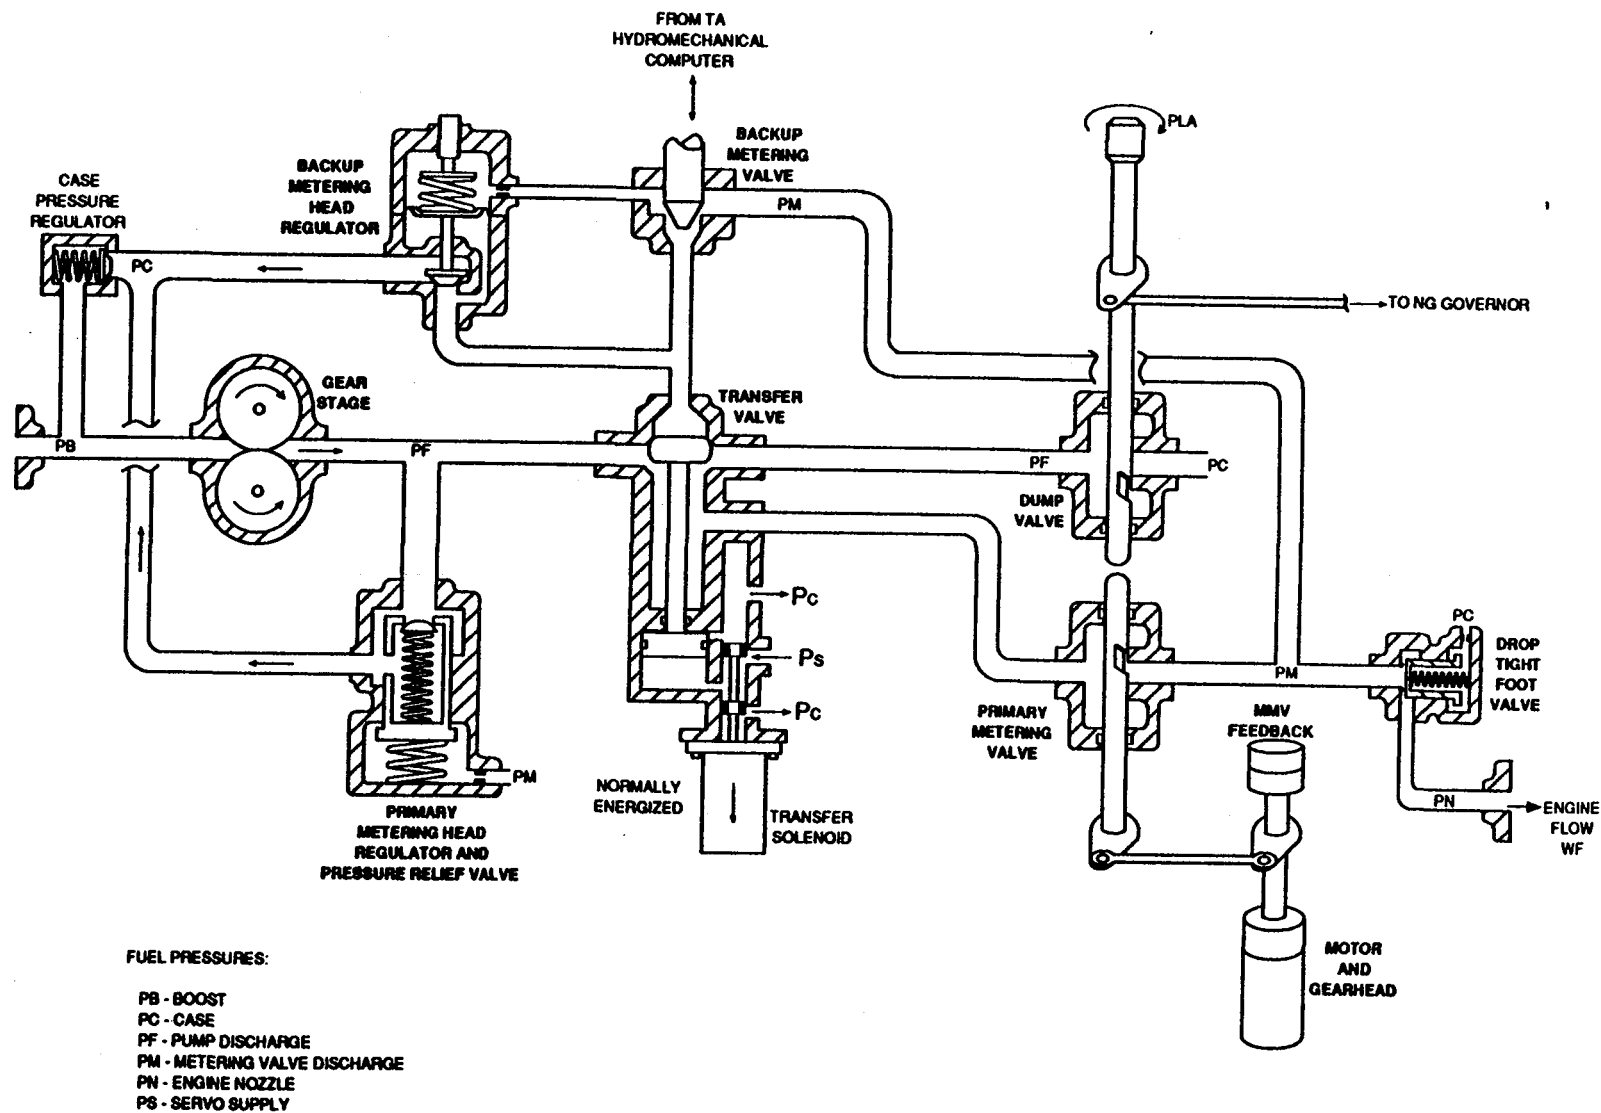 FROM TA
HYDROMECHANICAL
COMPUTER
BACKUP
METERING
VALVE
PLA
BACKUP
METERING
HEAD
REGULATOR
CASE
PRESSURE
REGULATOR
PM
PC
TO NG GOVERNOR
GEAR
STAGE
TRANSFER
VALVE
PB
PF
PF
PC
DUMP
VALVE
Pc
Ps
Pc
PC
DROP
TIGHT
FOOT
VALVE
PM
PRIMARY
METERING
VALVE
MMV
FEEDBACK
PM
NORMALLY
ENERGIZED
TRANSFER
SOLENOID
PN
ENGINE
FLOW
WF
PRIMARY
METERING HEAD
REGULATOR AND
PRESSURE RELIEF VALVE
MOTOR
AND
GEARHEAD
FUEL PRESSURES:
PB - BOOST
PC - CASE
PF - PUMP DISCHARGE
PM - METERING VALVE DISCHARGE
PN - ENGINE NOZZLE
PS - SERVO SUPPLY